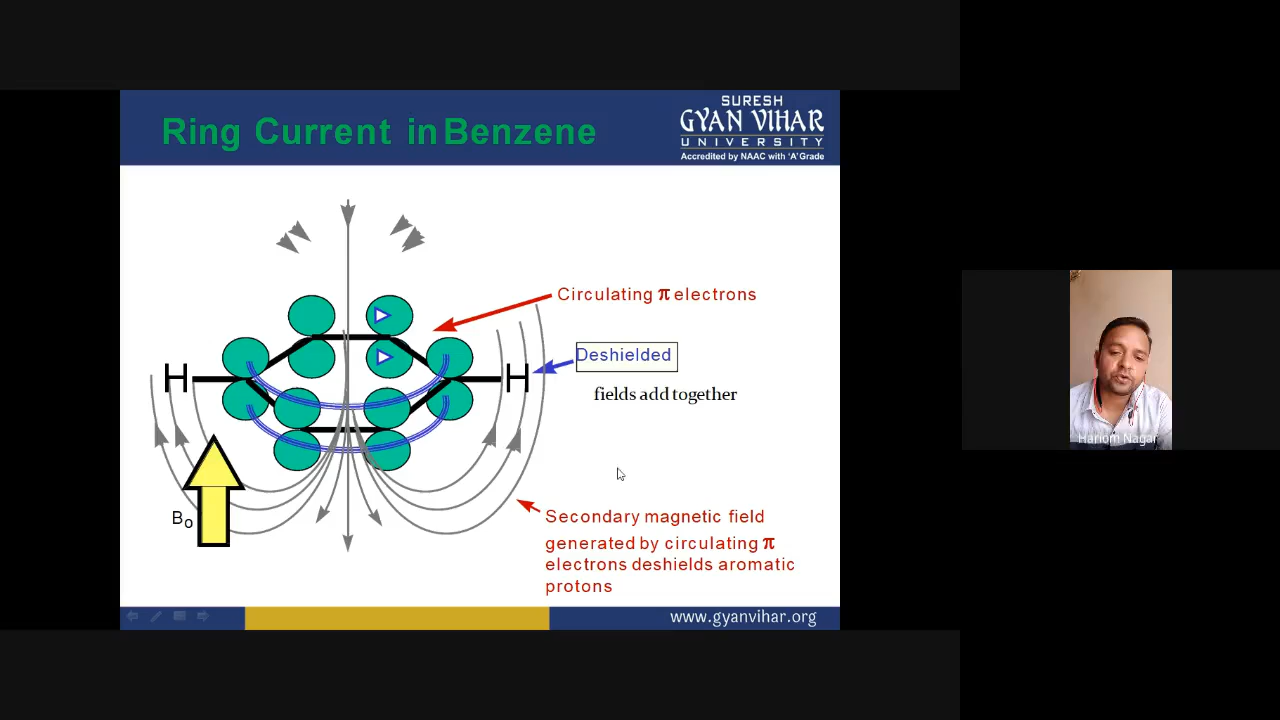 Ring Current in Benzene
SURESH
GYAN VIHAR
UNIVERSITY
Accredited by NAAC with 'A' Grade
Circulating π electrons
H
H
Deshielded
fields add together
Bo
Secondary magnetic field
generated by circulating π
electrons deshields aromatic
protons
www.gyanvihar.org
Hariom Nagar